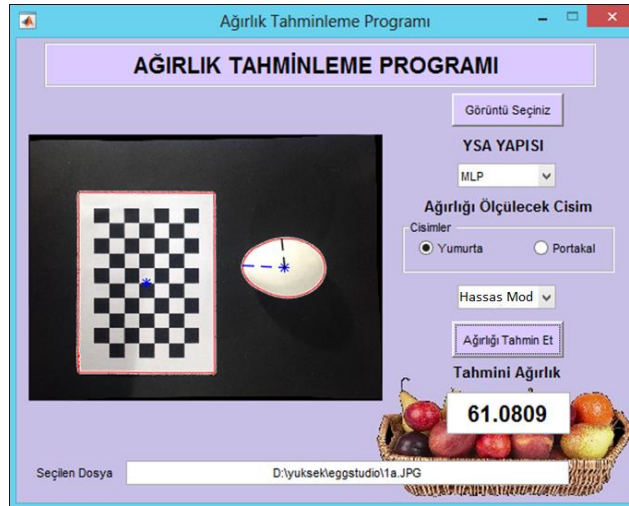 Ağırlık Tahminleme Programı
AĞIRLIK TAHMİNLEME PROGRAMI
Görüntü Seçiniz
YSA YAPISI
MLP
Ağırlığı Ölçülecek Cisim
Cisimler
Yumurta
Portakal
Hassas Mod
Ağırlığı Tahmin Et
Tahmini Ağırlık
61.0809
Seçilen Dosya
D:\yuksek\eggstudio\1a.JPG